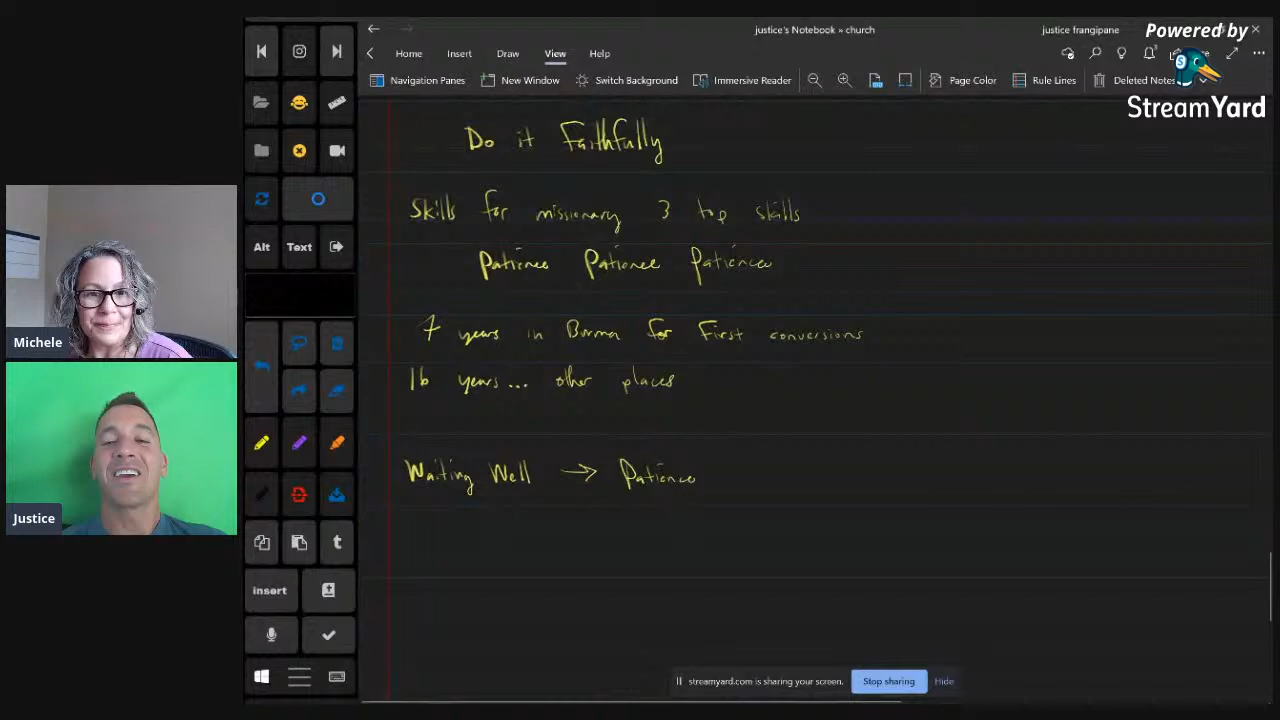 justice's Notebook » church
justice frangipane
Powered by
StreamYard
Home Insert Draw View Help
Navigation Panes New Window Switch Background Immersive Reader Page Color Rule Lines Deleted Notes
Do it Faithfully
Skills for missionary 3 top skills
Patience Patience Patience
7 years in Burma for First conversions
16 years... other places
Waiting Well → Patience
Alt Text
t
insert
Michele
Justice
streamyard.com is sharing your screen. Stop sharing Hide